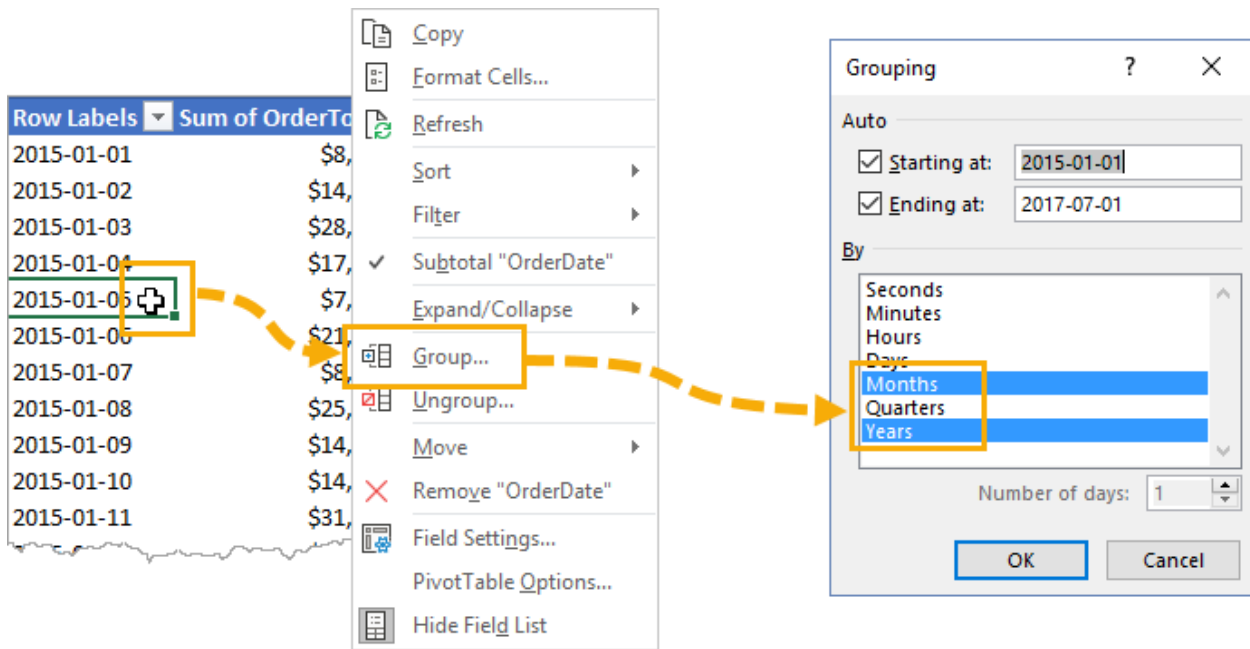 Row Labels Sum of OrderTo
2015-01-01 $8,
2015-01-02 $14,
2015-01-03 $28,
2015-01-04 $17,
2015-01-05 $7,
2015-01-06 $21,
2015-01-07 $8,
2015-01-08 $25,
2015-01-09 $14,
2015-01-10 $14,
2015-01-11 $31,
Copy
Format Cells...
Refresh
Sort
Filter
Subtotal "OrderDate"
Expand/Collapse
Group...
Ungroup...
Move
Remove "OrderDate"
Field Settings...
PivotTable Options...
Hide Field List
Grouping ?
Auto
Starting at: 2015-01-01
Ending at: 2017-07-01
By
Seconds
Minutes
Hours
Days
Months
Quarters
Years
Number of days: 1
OK Cancel